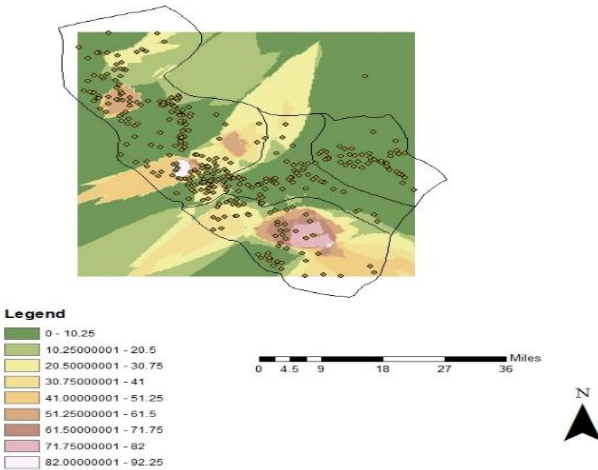 Legend
0 - 10.25
10.25000001 - 20.5
20.50000001 - 30.75
30.75000001 - 41
41.00000001 - 51.25
51.25000001 - 61.5
61.50000001 - 71.75
71.75000001 - 82
82.00000001 - 92.25
Miles
0 4.5 9 18 27 36
N